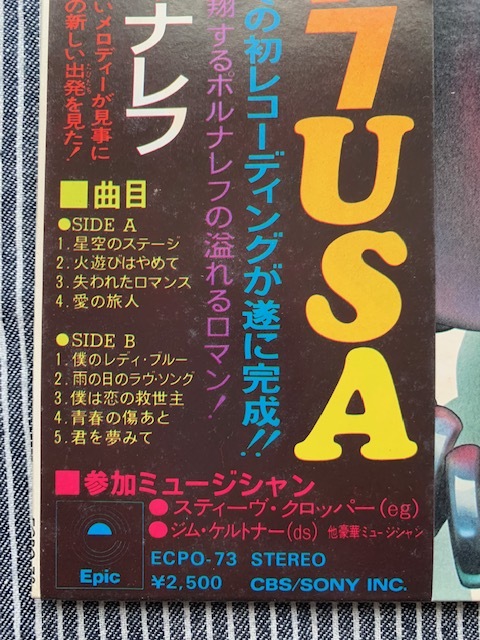 フUSA
の初レコーディングが遂に完成!!
翔するポルナレフの溢れるロマン!
ナレフ
いメロディーが見事に
の新しい出発を見た!
■曲目
●SIDE A
1. 星空のステージ
2. 火遊びはやめて
3. 失われたロマンス
4. 愛の旅人
●SIDE B
1. 僕のレディ・ブルー
2. 雨の日のラヴ・ソング
3. 僕は恋の救世主
4. 青春の傷あと
5. 君を夢みて
■参加ミュージシャン
●スティーヴ・クロッパー(eg)
●ジム・ケルトナー(ds) 他豪華ミュージシャン
Epic
ECPO-73 STEREO
¥2,500 CBS/SONY INC.